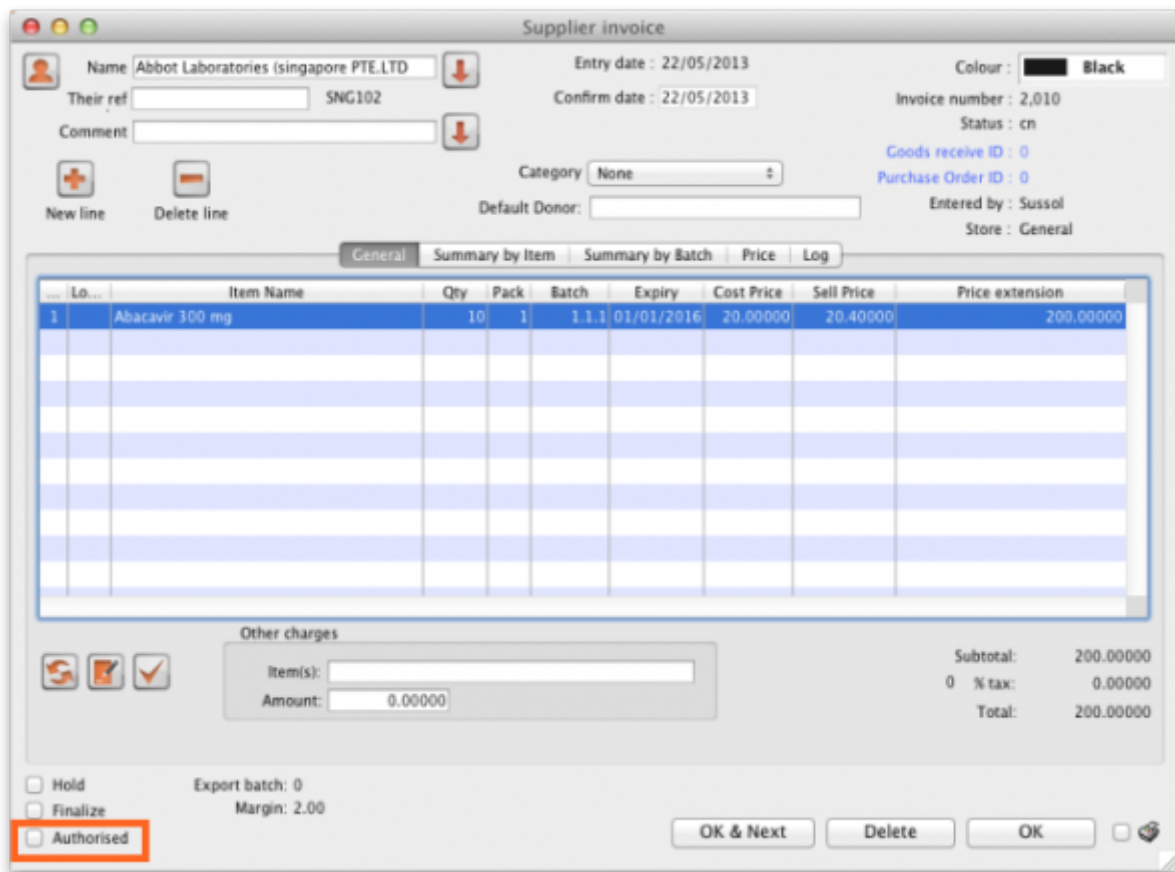 Supplier invoice
Name Abbot Laboratories (singapore PTE.LTD
Entry date : 22/05/2013
Colour : Black
Their ref SNG102
Confirm date : 22/05/2013
Invoice number : 2,010
Comment
Status : cn
Goods receive ID : 0
Category None
Purchase Order ID : 0
New line Delete line
Default Donor:
Entered by : Sussol
Store : General
General Summary by Item Summary by Batch Price Log
... Lo... Item Name Qty Pack Batch Expiry Cost Price Sell Price Price extension
1 Abacavir 300 mg 10 1 1.1.1 01/01/2016 20.00000 20.40000 200.00000
Other charges
Item(s):
Amount: 0.00000
Subtotal: 200.00000
0 % tax: 0.00000
Total: 200.00000
Hold Export batch: 0
Finalize Margin: 2.00
Authorised
OK & Next Delete OK